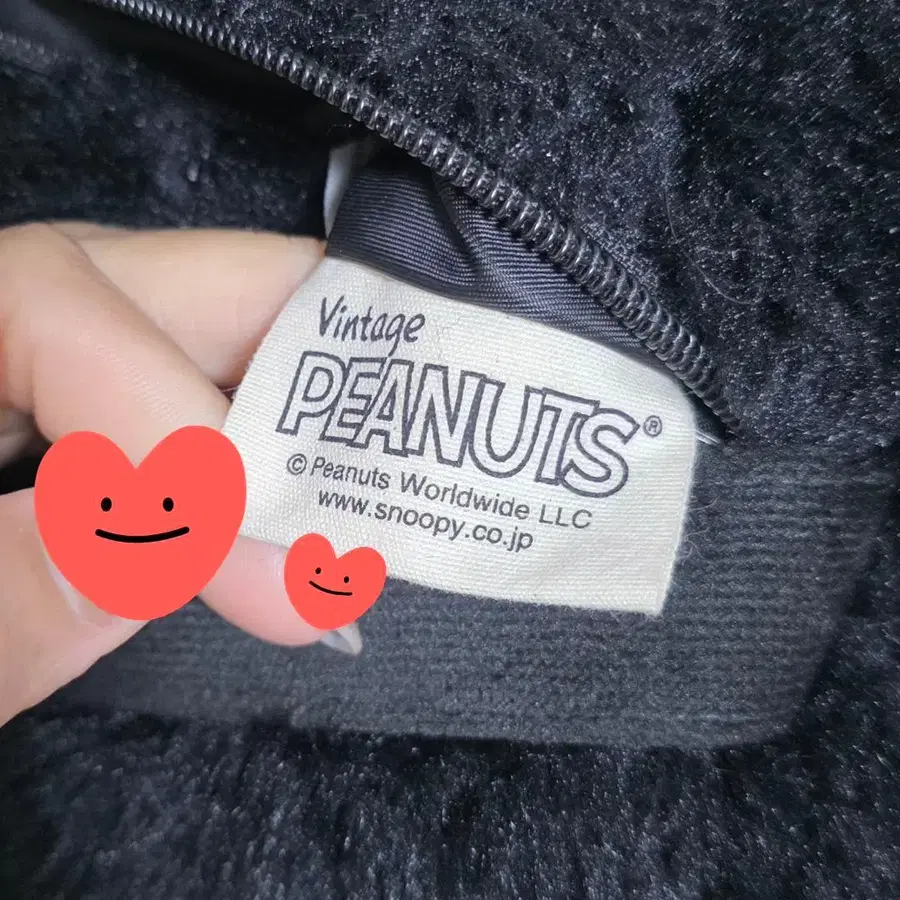 Vintage
PEANUTS®
© Peanuts Worldwide LLC
www.snoopy.co.jp